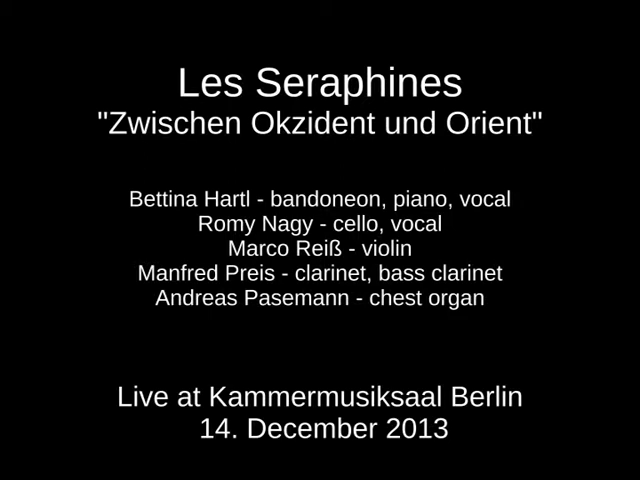 Les Seraphines
"Zwischen Okzident und Orient"
Bettina Hartl - bandoneon, piano, vocal
Romy Nagy - cello, vocal
Marco Reiß - violin
Manfred Preis - clarinet, bass clarinet
Andreas Pasemann - chest organ
Live at Kammermusiksaal Berlin
14. December 2013